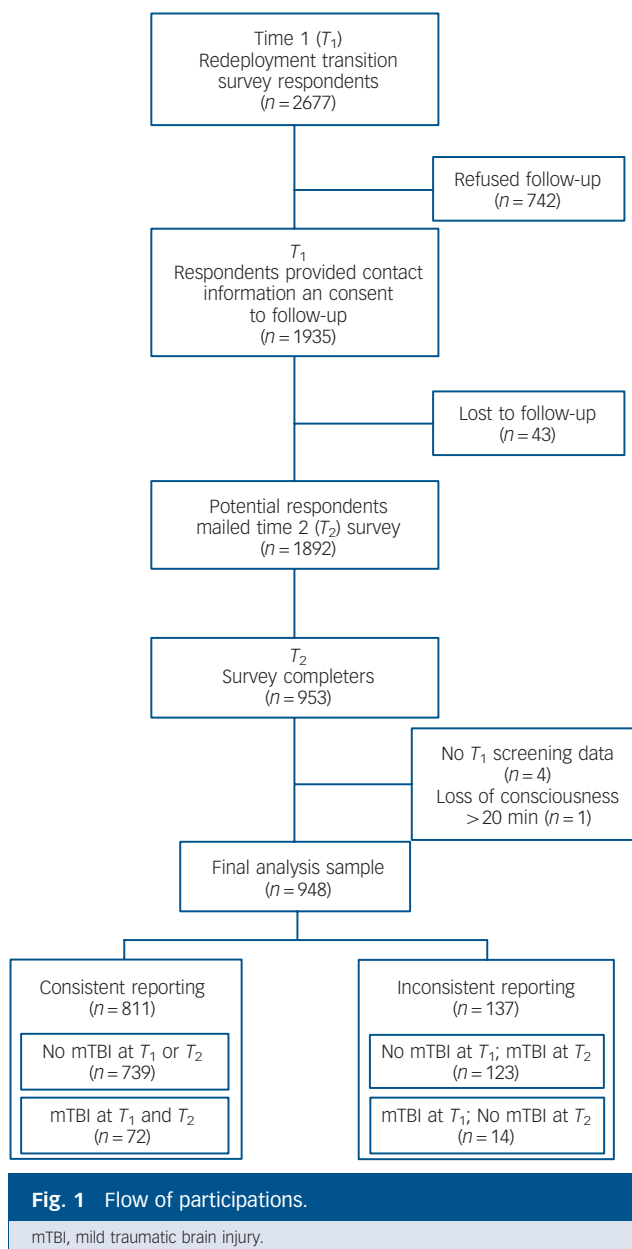 Time 1 (T1)
Redeployment transition
survey respondents
(n = 2677)
Refused follow-up
(n = 742)
T1
Respondents provided contact
information an consent
to follow-up
(n = 1935)
Lost to follow-up
(n = 43)
Potential respondents
mailed time 2 (T2) survey
(n = 1892)
T2
Survey completers
(n = 953)
No T1 screening data
(n = 4)
Loss of consciousness
>20 min (n = 1)
Final analysis sample
(n = 948)
Consistent reporting
(n = 811)
No mTBI at T1 or T2
(n = 739)
mTBI at T1 and T2
(n = 72)
Inconsistent reporting
(n = 137)
No mTBI at T1; mTBI at T2
(n = 123)
mTBI at T1; No mTBI at T2
(n = 14)
Fig. 1 Flow of participations.
mTBI, mild traumatic brain injury.